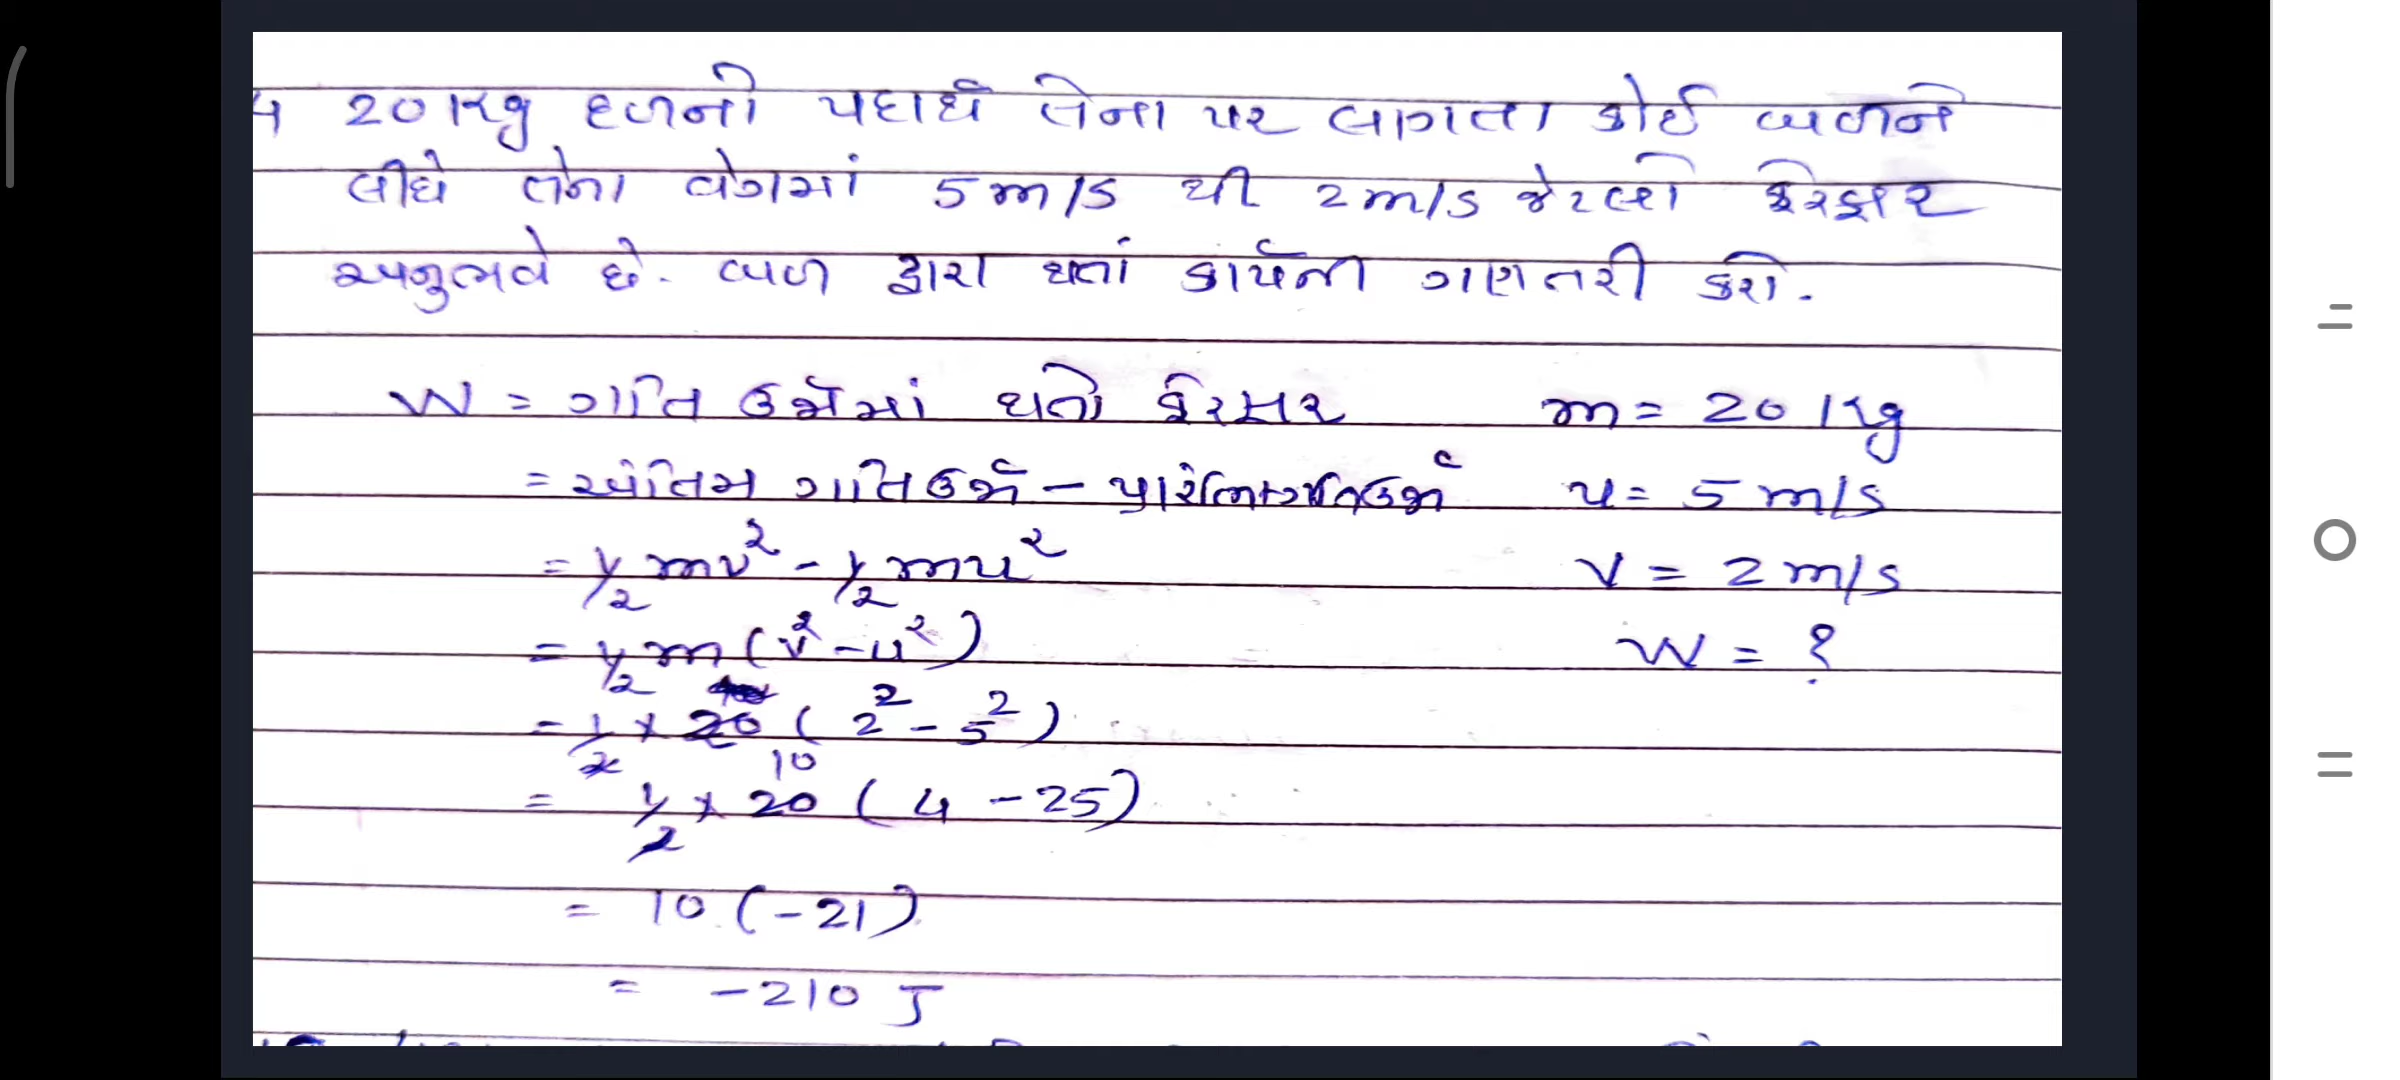 ૫ 20 Kg દળનો પદાર્થ તેના પર લાગતા કોઈ બળને
લીધે તેના વેગમાં 5 m/s થી 2 m/s જેટલો ફેરફાર
અનુભવે છે. બળ દ્વારા થતાં કાર્યની ગણતરી કરો.
W = ગતિ ઉર્જામાં થતો ફેરફાર m = 20 Kg
= અંતિમ ગતિઉર્જા - પ્રારંભિક ગતિઉર્જા u = 5 m/s
= 1/2 mv² - 1/2 mu² v = 2 m/s
= 1/2 m (v² - u²) W = ?
= 1/2 × 20 ( 2² - 5² )
10
= 1/2 × 20 ( 4 - 25 )
= 10 (-21)
= -210 J